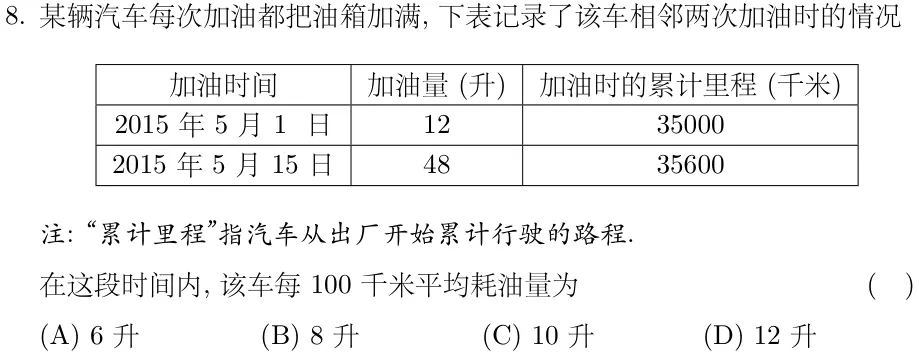 8. 某辆汽车每次加油都把油箱加满, 下表记录了该车相邻两次加油时的情况
加油时间 加油量 (升) 加油时的累计里程 (千米)
2015 年 5 月 1 日 12 35000
2015 年 5 月 15 日 48 35600
注: “累计里程”指汽车从出厂开始累计行驶的路程.
在这段时间内, 该车每 100 千米平均耗油量为 ( )
(A) 6 升 (B) 8 升 (C) 10 升 (D) 12 升